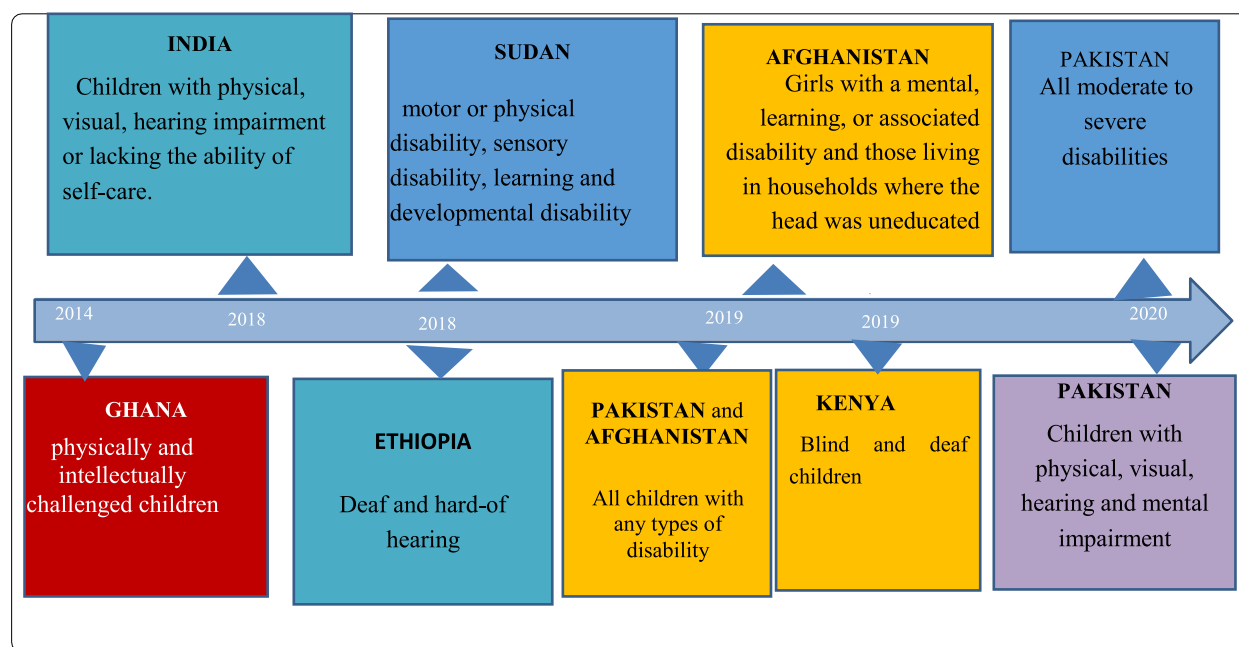 INDIA
Children with physical,
visual, hearing impairment
or lacking the ability of
self-care.
SUDAN
motor or physical
disability, sensory
disability, learning and
developmental disability
AFGHANISTAN
Girls with a mental,
learning, or associated
disability and those living
in households where the
head was uneducated
PAKISTAN
All moderate to
severe
disabilities
2014
2018
2018
2019
2019
2020
GHANA
physically and
intellectually
challenged children
ETHIOPIA
Deaf and hard-of
hearing
PAKISTAN and
AFGHANISTAN
All children with
any types of
disability
KENYA
Blind and deaf
children
PAKISTAN
Children with
physical, visual,
hearing and mental
impairment